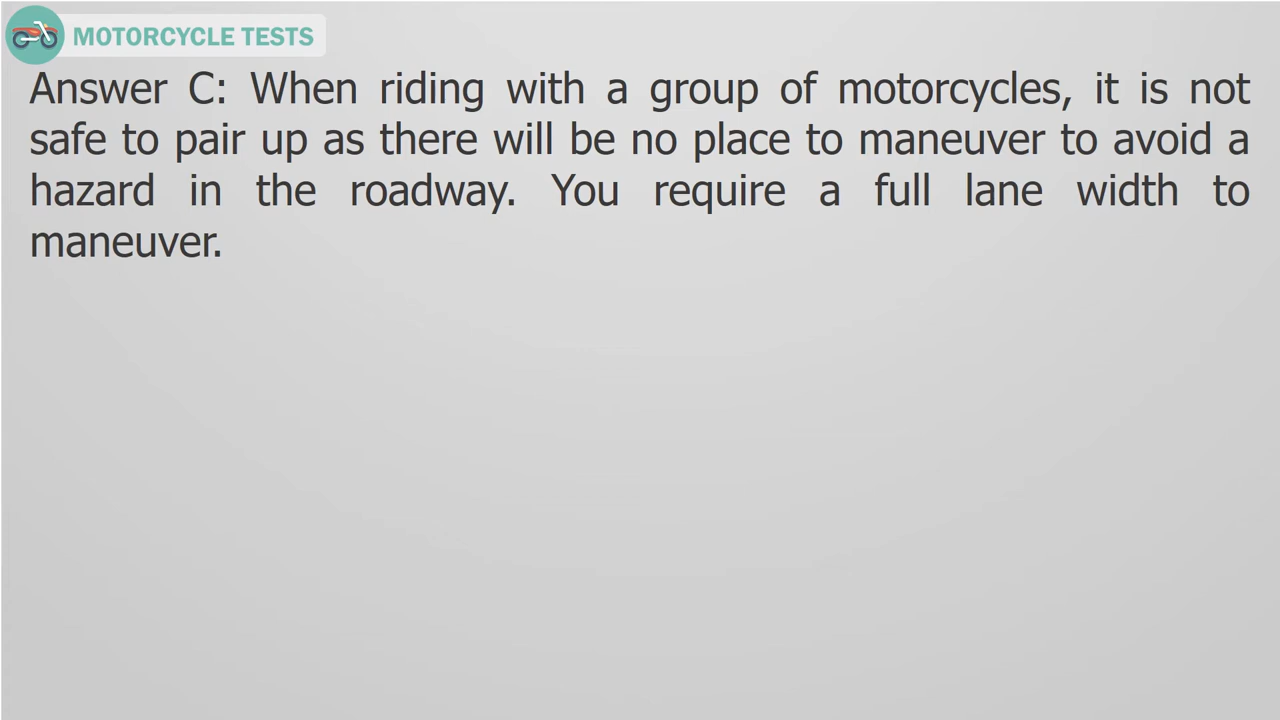 MOTORCYCLE TESTS
Answer C: When riding with a group of motorcycles, it is not
safe to pair up as there will be no place to maneuver to avoid a
hazard in the roadway. You require a full lane width to
maneuver.